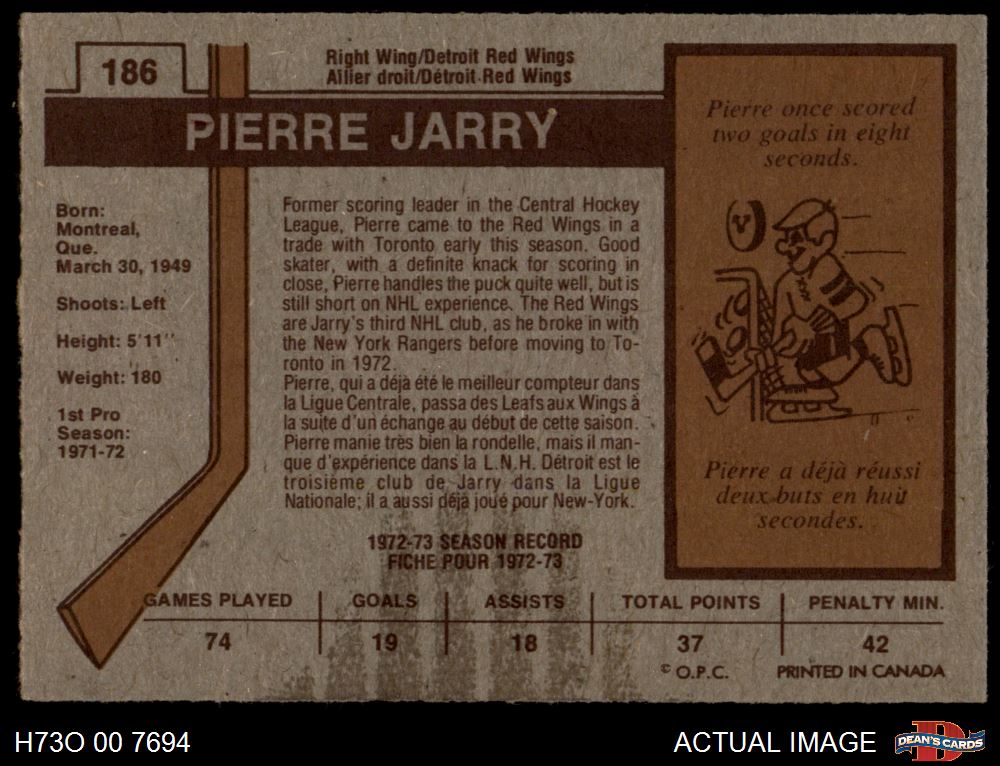 186
Right Wing/Detroit Red Wings
Ailier droit/Détroit Red Wings
PIERRE JARRY
Born:
Montreal,
Que.
March 30, 1949
Shoots: Left
Height: 5'11''
Weight: 180
1st Pro
Season:
1971-72
Former scoring leader in the Central Hockey
League, Pierre came to the Red Wings in a
trade with Toronto early this season. Good
skater, with a definite knack for scoring in
close, Pierre handles the puck quite well, but is
still short on NHL experience. The Red Wings
are Jarry's third NHL club, as he broke in with
the New York Rangers before moving to To-
ronto in 1972.
Pierre, qui a déjà été le meilleur compteur dans
la Ligue Centrale, passa des Leafs aux Wings à
la suite d'un échange au début de cette saison.
Pierre manie très bien la rondelle, mais il man-
que d'expérience dans la L.N.H. Détroit est le
troisième club de Jarry dans la Ligue
Nationale; il a aussi déjà joué pour New-York.
Pierre once scored
two goals in eight
seconds.
Pierre a déjà réussi
deux buts en huit
secondes.
1972-73 SEASON RECORD
FICHE POUR 1972-73
GAMES PLAYED GOALS ASSISTS TOTAL POINTS PENALTY MIN.
74 19 18 37 42
© O.P.C. PRINTED IN CANADA
H73O 00 7694
ACTUAL IMAGE
DEAN'S CARDS